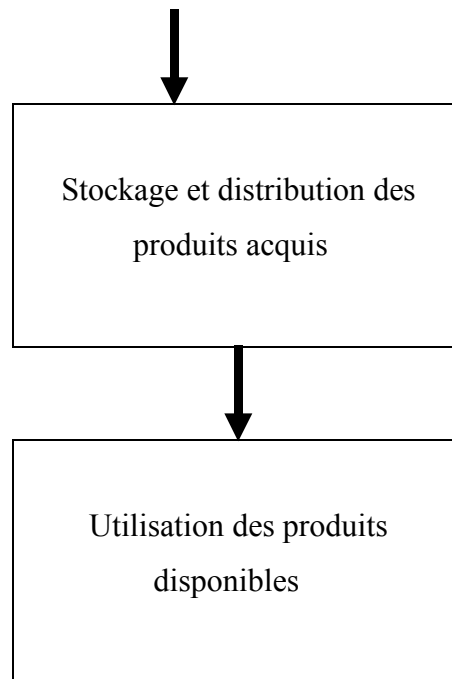 Stockage et distribution des
produits acquis
Utilisation des produits
disponibles